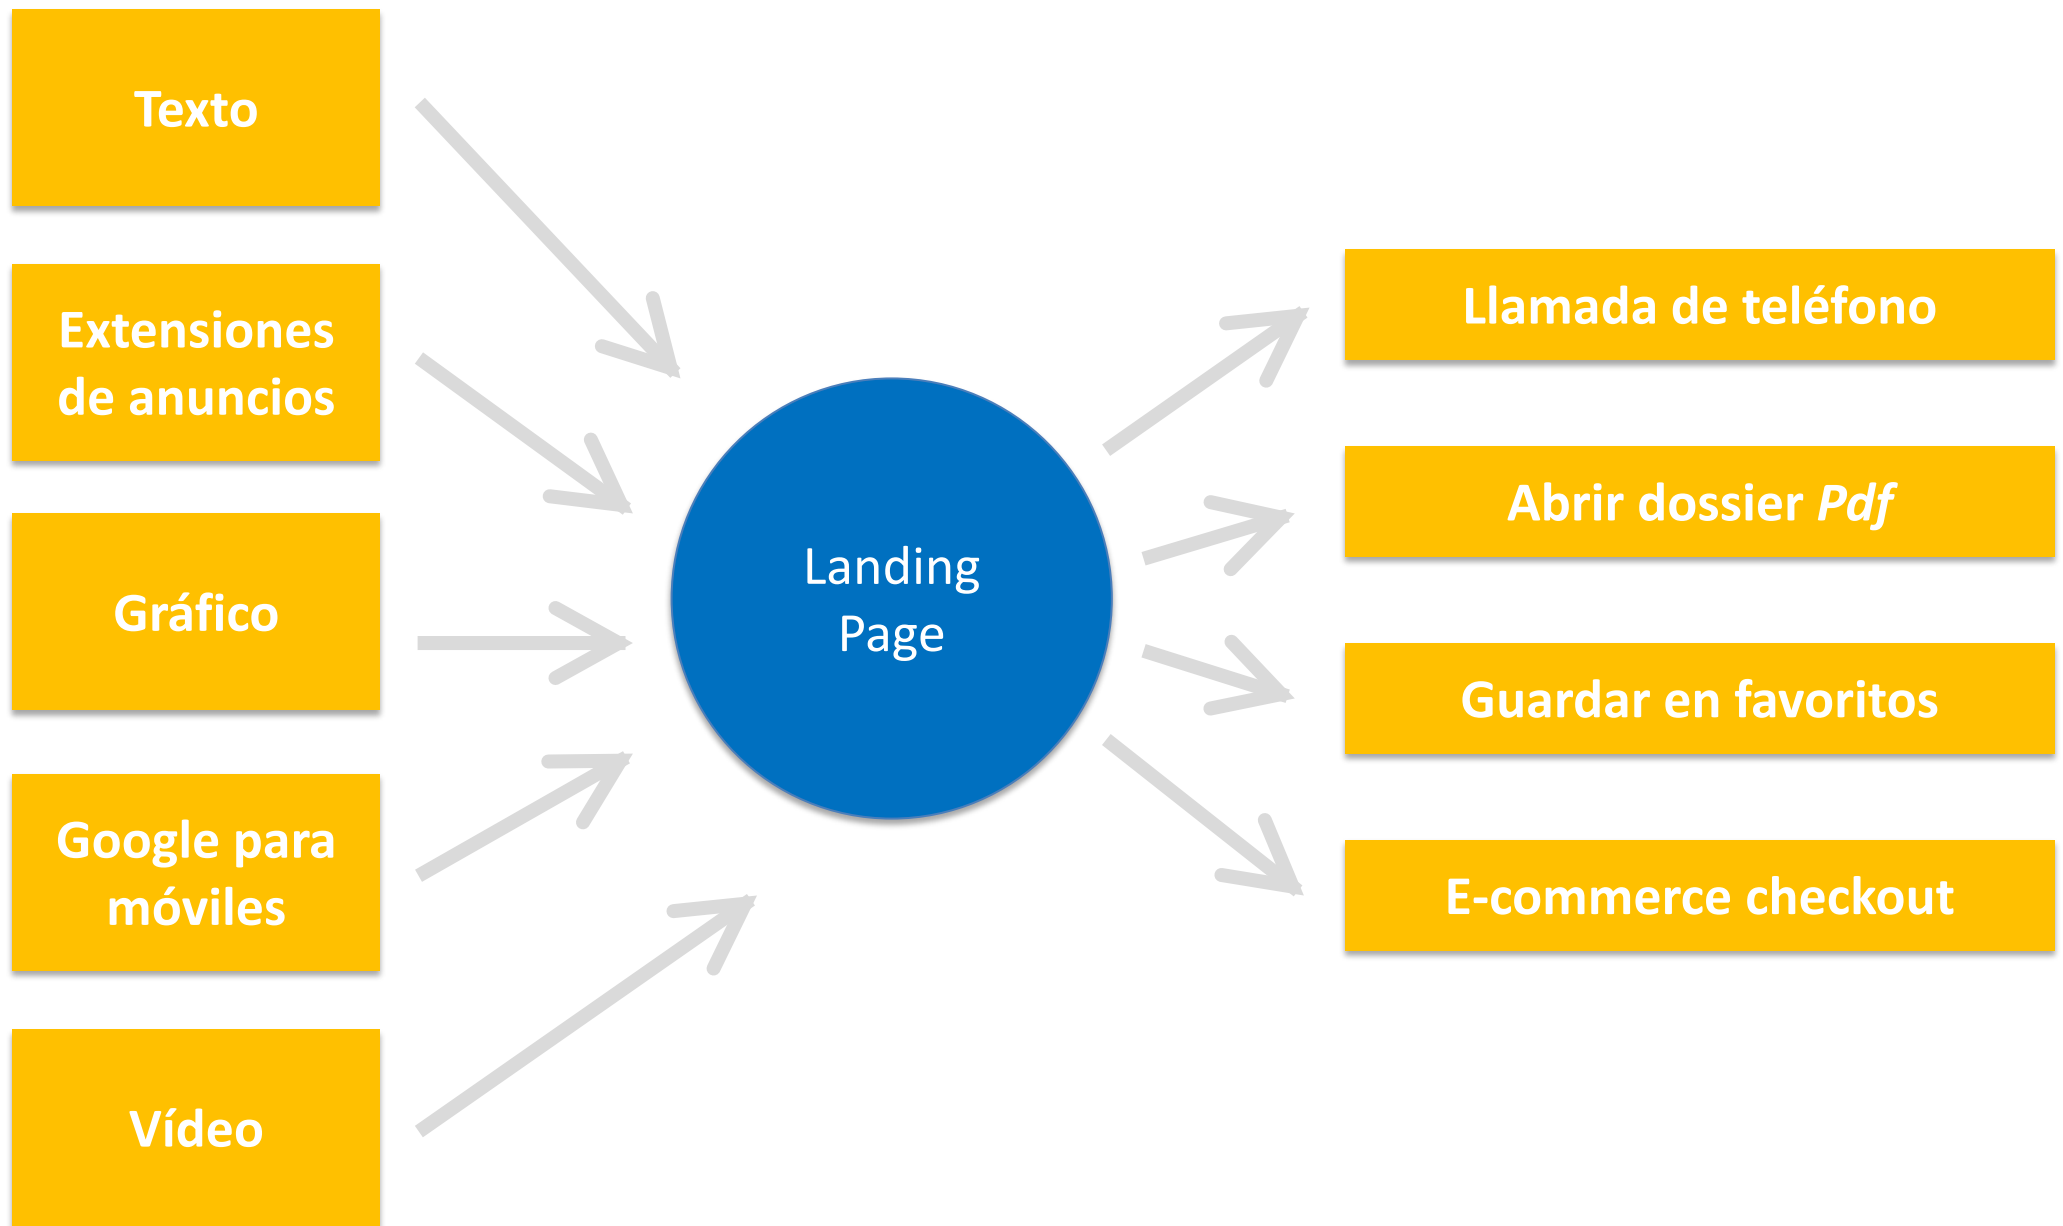 Texto
Extensiones
de anuncios
Gráfico
Google para
móviles
Vídeo
Landing
Page
Llamada de teléfono
Abrir dossier Pdf
Guardar en favoritos
E-commerce checkout